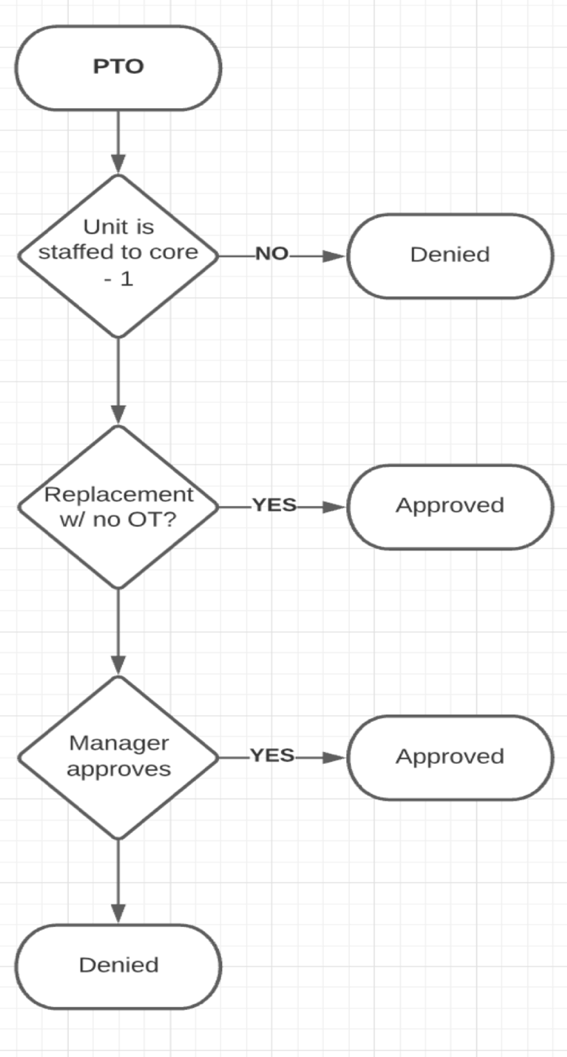 PTO
Unit is
staffed to core
- 1
NO
Denied
Replacement
w/ no OT?
YES
Approved
Manager
approves
YES
Approved
Denied